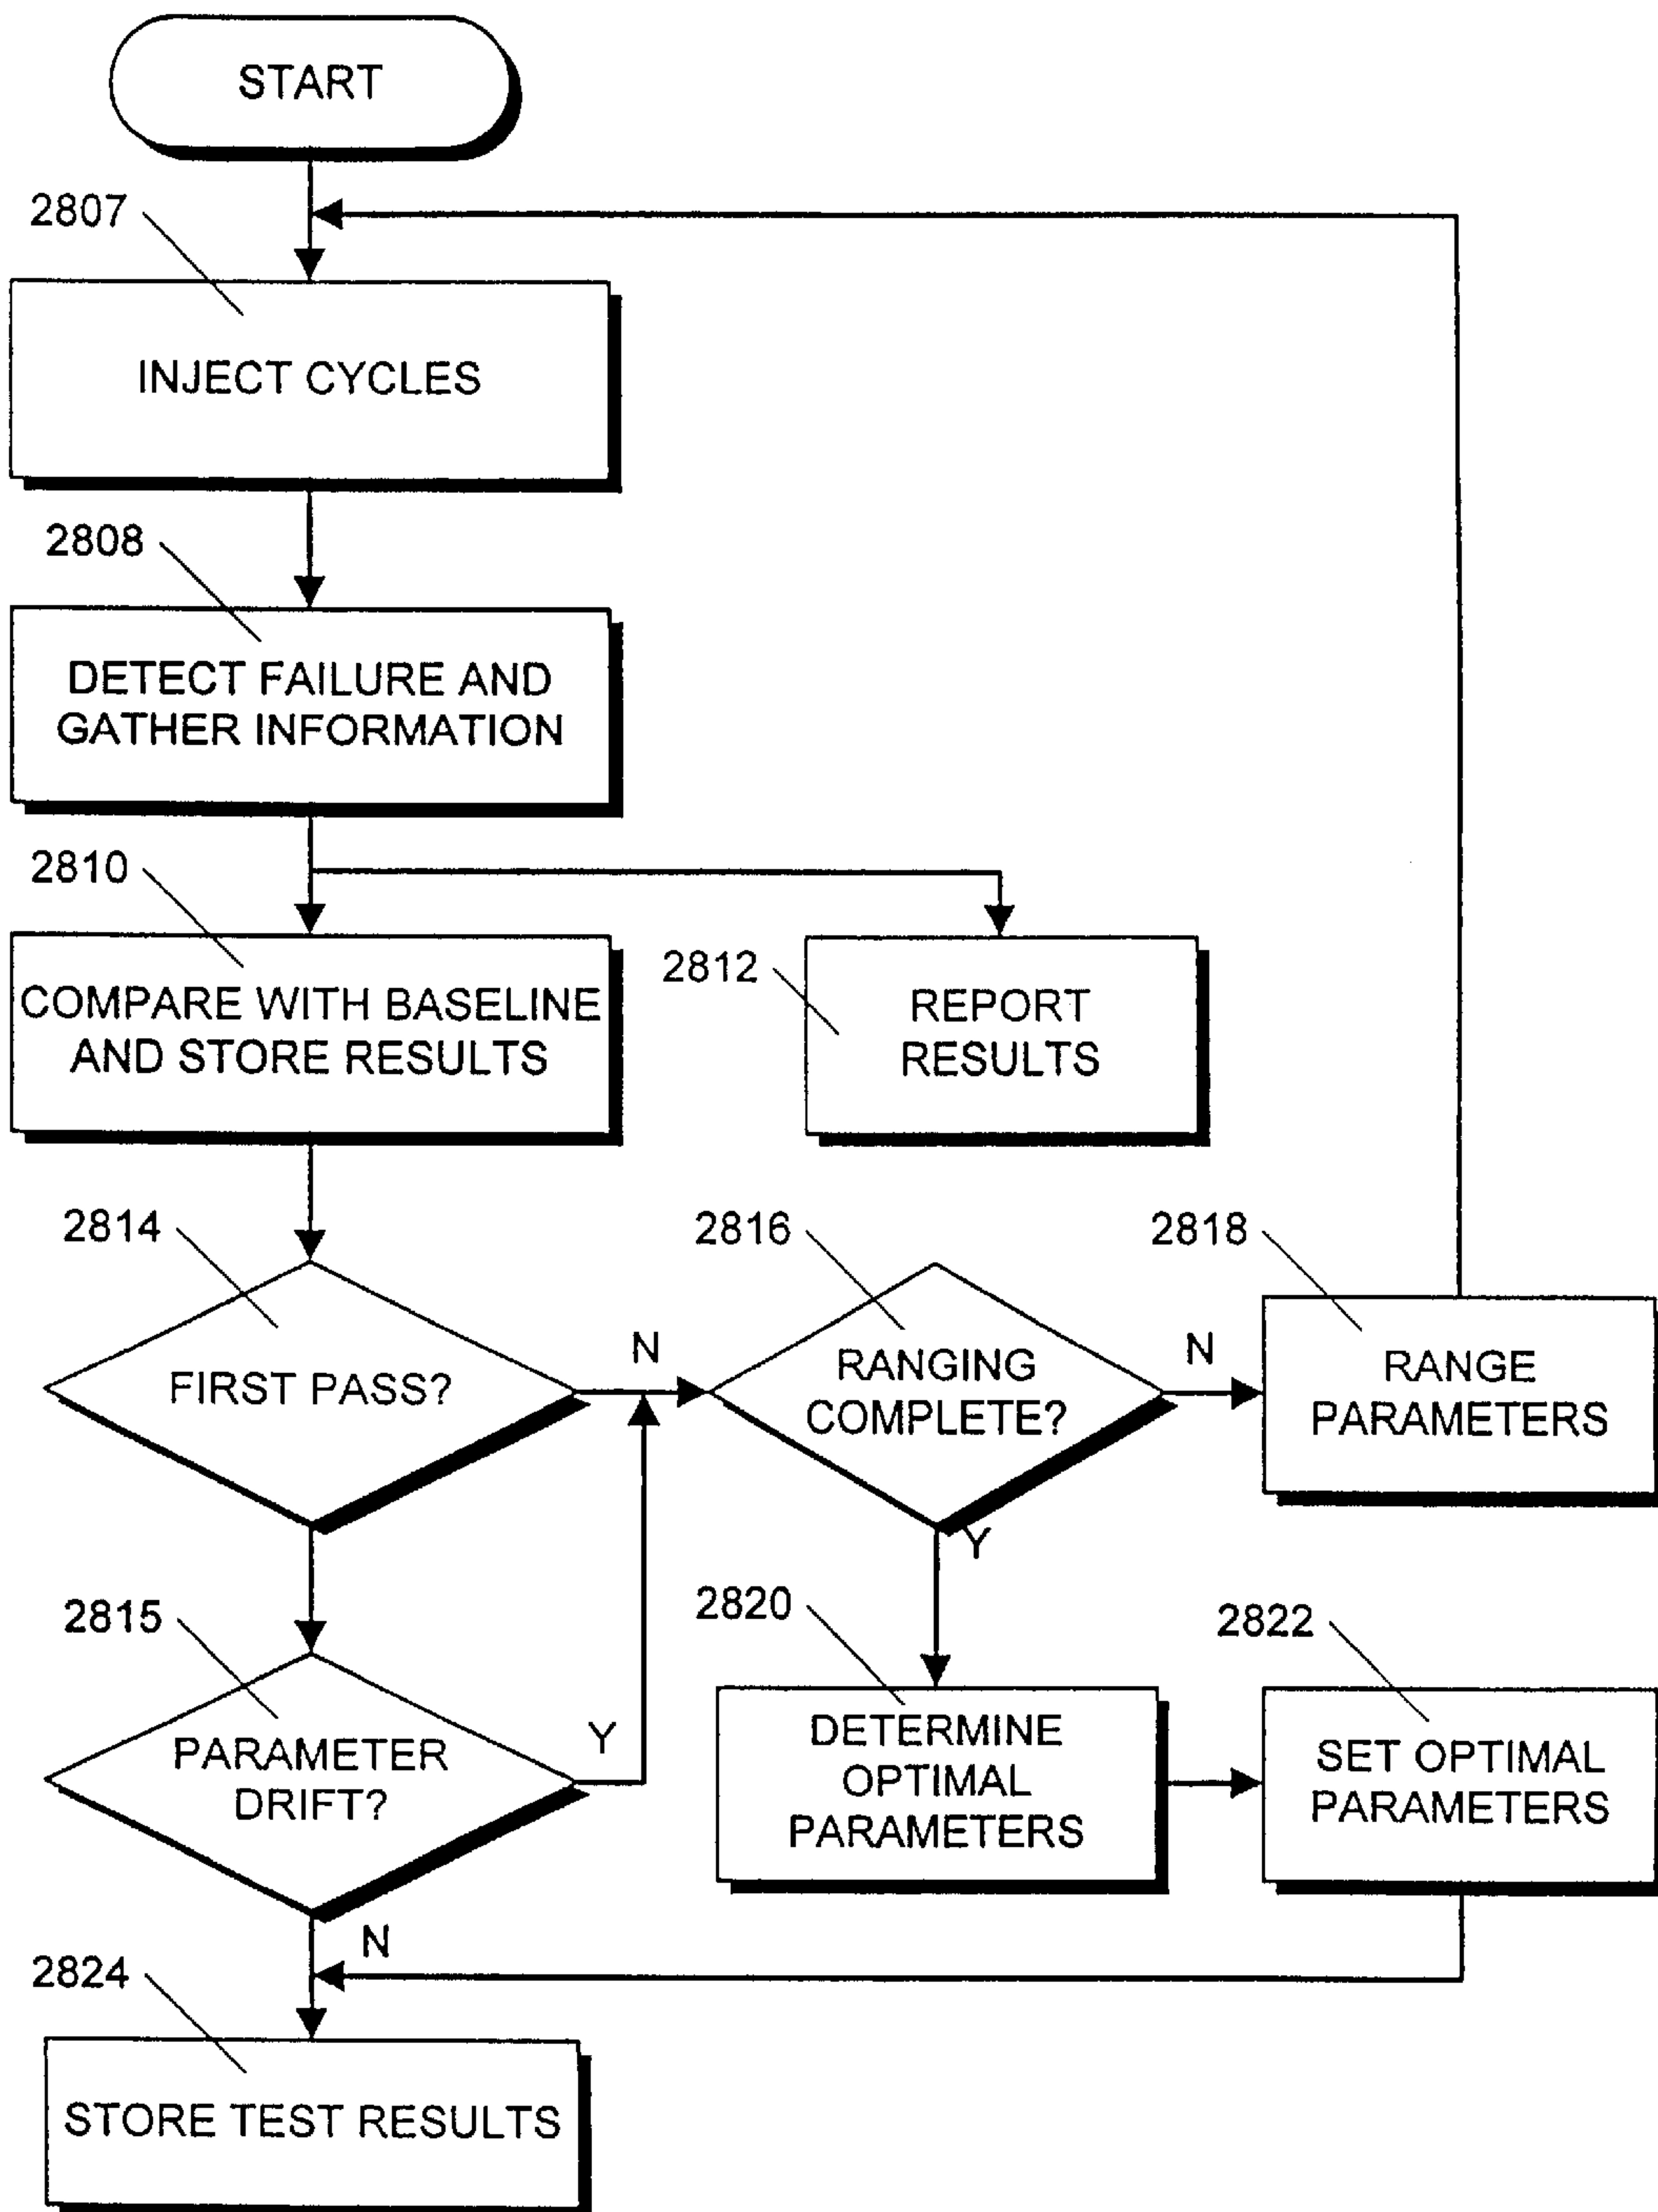 START
2807
INJECT CYCLES
2808
DETECT FAILURE AND
GATHER INFORMATION
2810
COMPARE WITH BASELINE
AND STORE RESULTS
2812
REPORT
RESULTS
2814
FIRST PASS?
N
2816
RANGING
COMPLETE?
N
2818
RANGE
PARAMETERS
Y
2815
PARAMETER
DRIFT?
Y
2820
DETERMINE
OPTIMAL
PARAMETERS
2822
SET OPTIMAL
PARAMETERS
N
2824
STORE TEST RESULTS